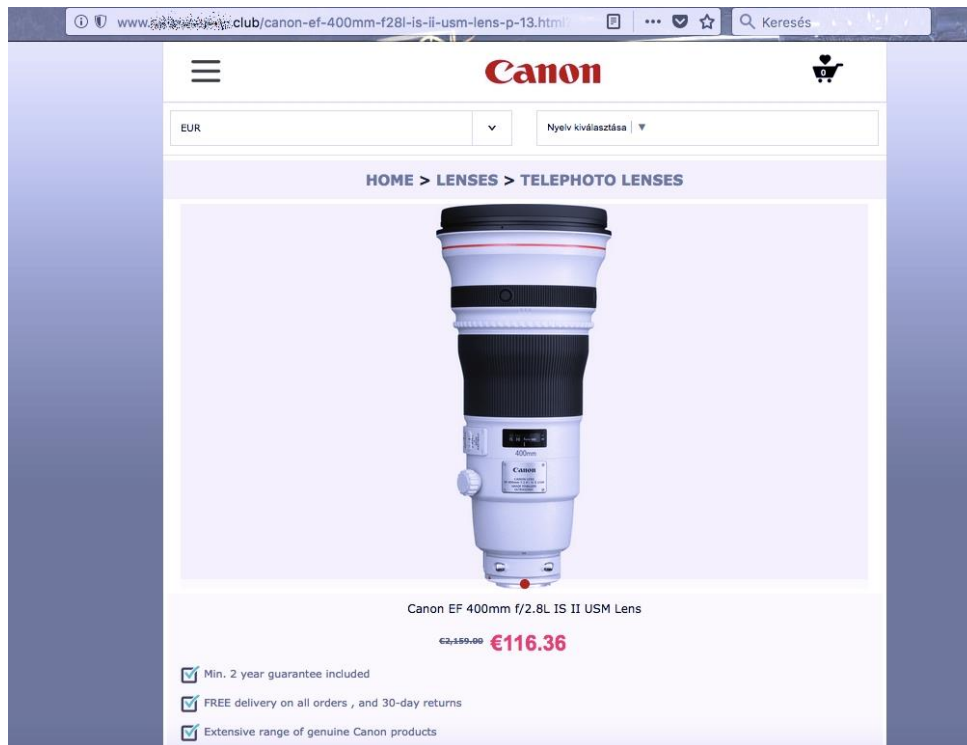 www. .club/canon-ef-400mm-f28l-is-ii-usm-lens-p-13.html
Keresés
Canon
0
EUR
Nyelv kiválasztása
HOME > LENSES > TELEPHOTO LENSES
400mm
Canon
Canon EF 400mm f/2.8L IS II USM Lens
€2,159.00 €116.36
Min. 2 year guarantee included
FREE delivery on all orders , and 30-day returns
Extensive range of genuine Canon products